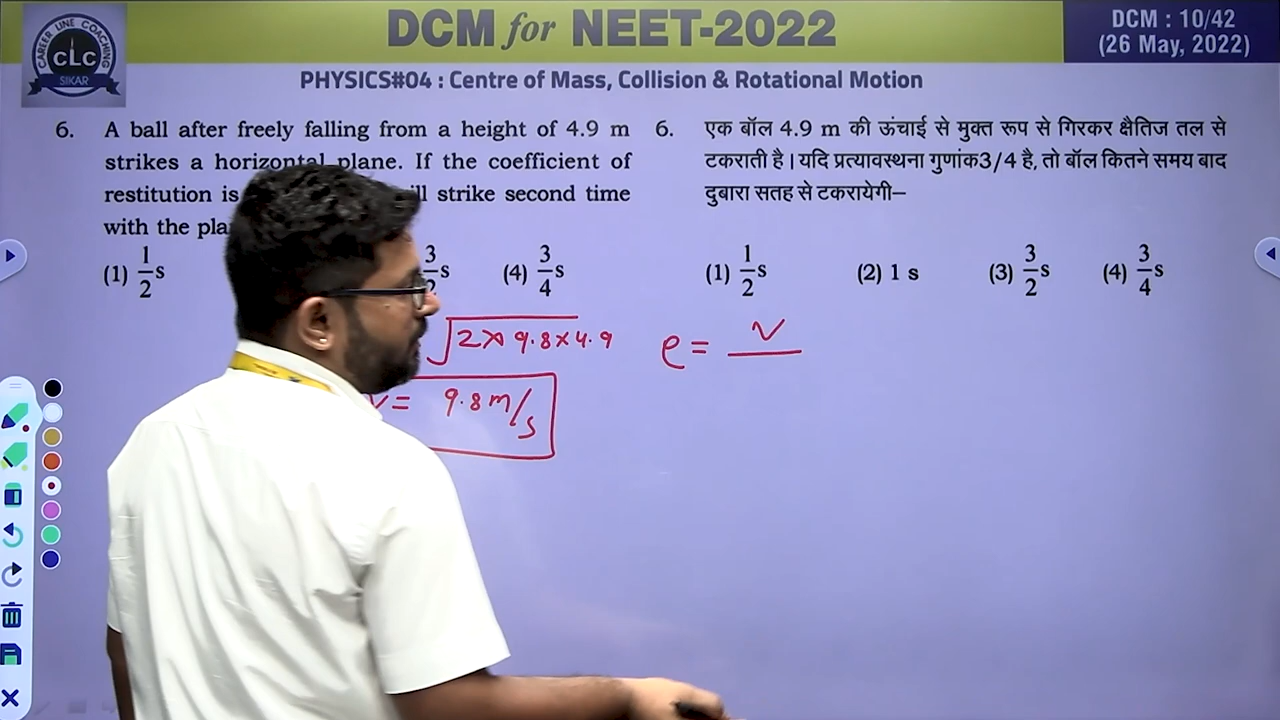 CAREER LINE COACHING
CLC
SIKAR
DCM for NEET-2022
DCM : 10/42
(26 May, 2022)
PHYSICS#04 : Centre of Mass, Collision & Rotational Motion
6. A ball after freely falling from a height of 4.9 m
strikes a horizontal plane. If the coefficient of
restitution is ll strike second time
with the pla
(1) 1/2 s
3/2 s
(4) 3/4 s
6. एक बॉल 4.9 m की ऊंचाई से मुक्त रूप से गिरकर क्षैतिज तल से
टकराती है। यदि प्रत्यावस्थना गुणांक3/4 है, तो बॉल कितने समय बाद
दुबारा सतह से टकरायेगी–
(1) 1/2 s (2) 1 s (3) 3/2 s (4) 3/4 s
√2×9.8×4.9
v = 9.8 m/s
e = v